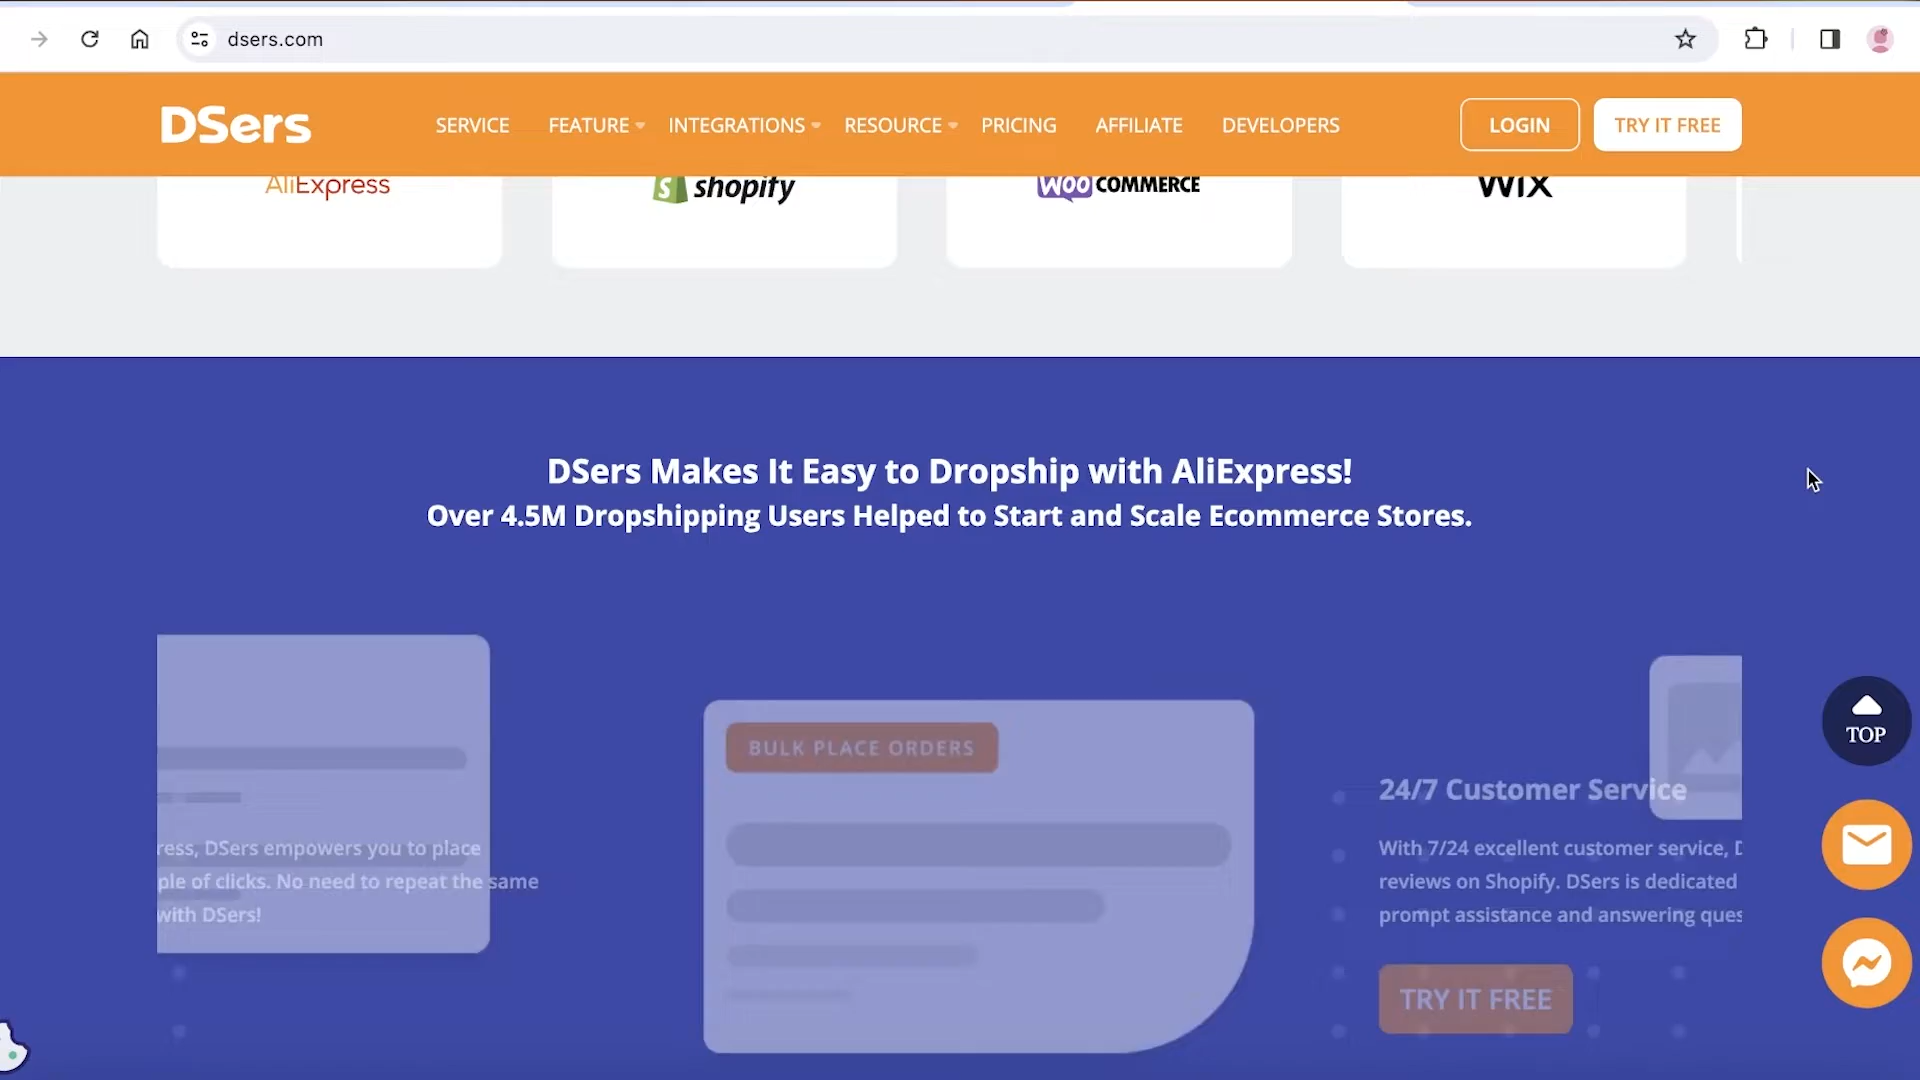 dsers.com
DSers
SERVICE
FEATURE
INTEGRATIONS
RESOURCE
PRICING
AFFILIATE
DEVELOPERS
LOGIN
TRY IT FREE
AliExpress
shopify
WOO COMMERCE
WIX
DSers Makes It Easy to Dropship with AliExpress!
Over 4.5M Dropshipping Users Helped to Start and Scale Ecommerce Stores.
ress, DSers empowers you to place
ple of clicks. No need to repeat the same
with DSers!
BULK PLACE ORDERS
24/7 Customer Service
With 7/24 excellent customer service, D
reviews on Shopify. DSers is dedicated
prompt assistance and answering ques
TRY IT FREE
TOP